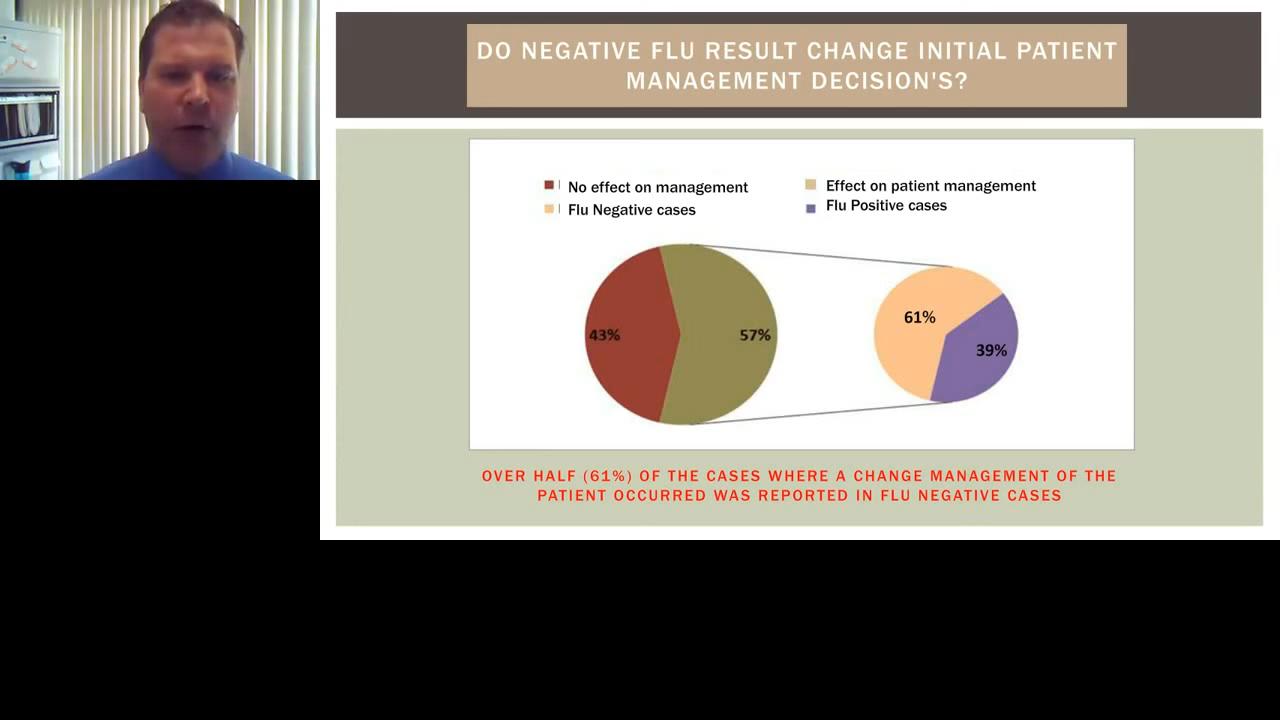 DO NEGATIVE FLU RESULT CHANGE INITIAL PATIENT
MANAGEMENT DECISION'S?
No effect on management
Effect on patient management
Flu Negative cases
Flu Positive cases
43%
57%
61%
39%
OVER HALF (61%) OF THE CASES WHERE A CHANGE MANAGEMENT OF THE
PATIENT OCCURRED WAS REPORTED IN FLU NEGATIVE CASES